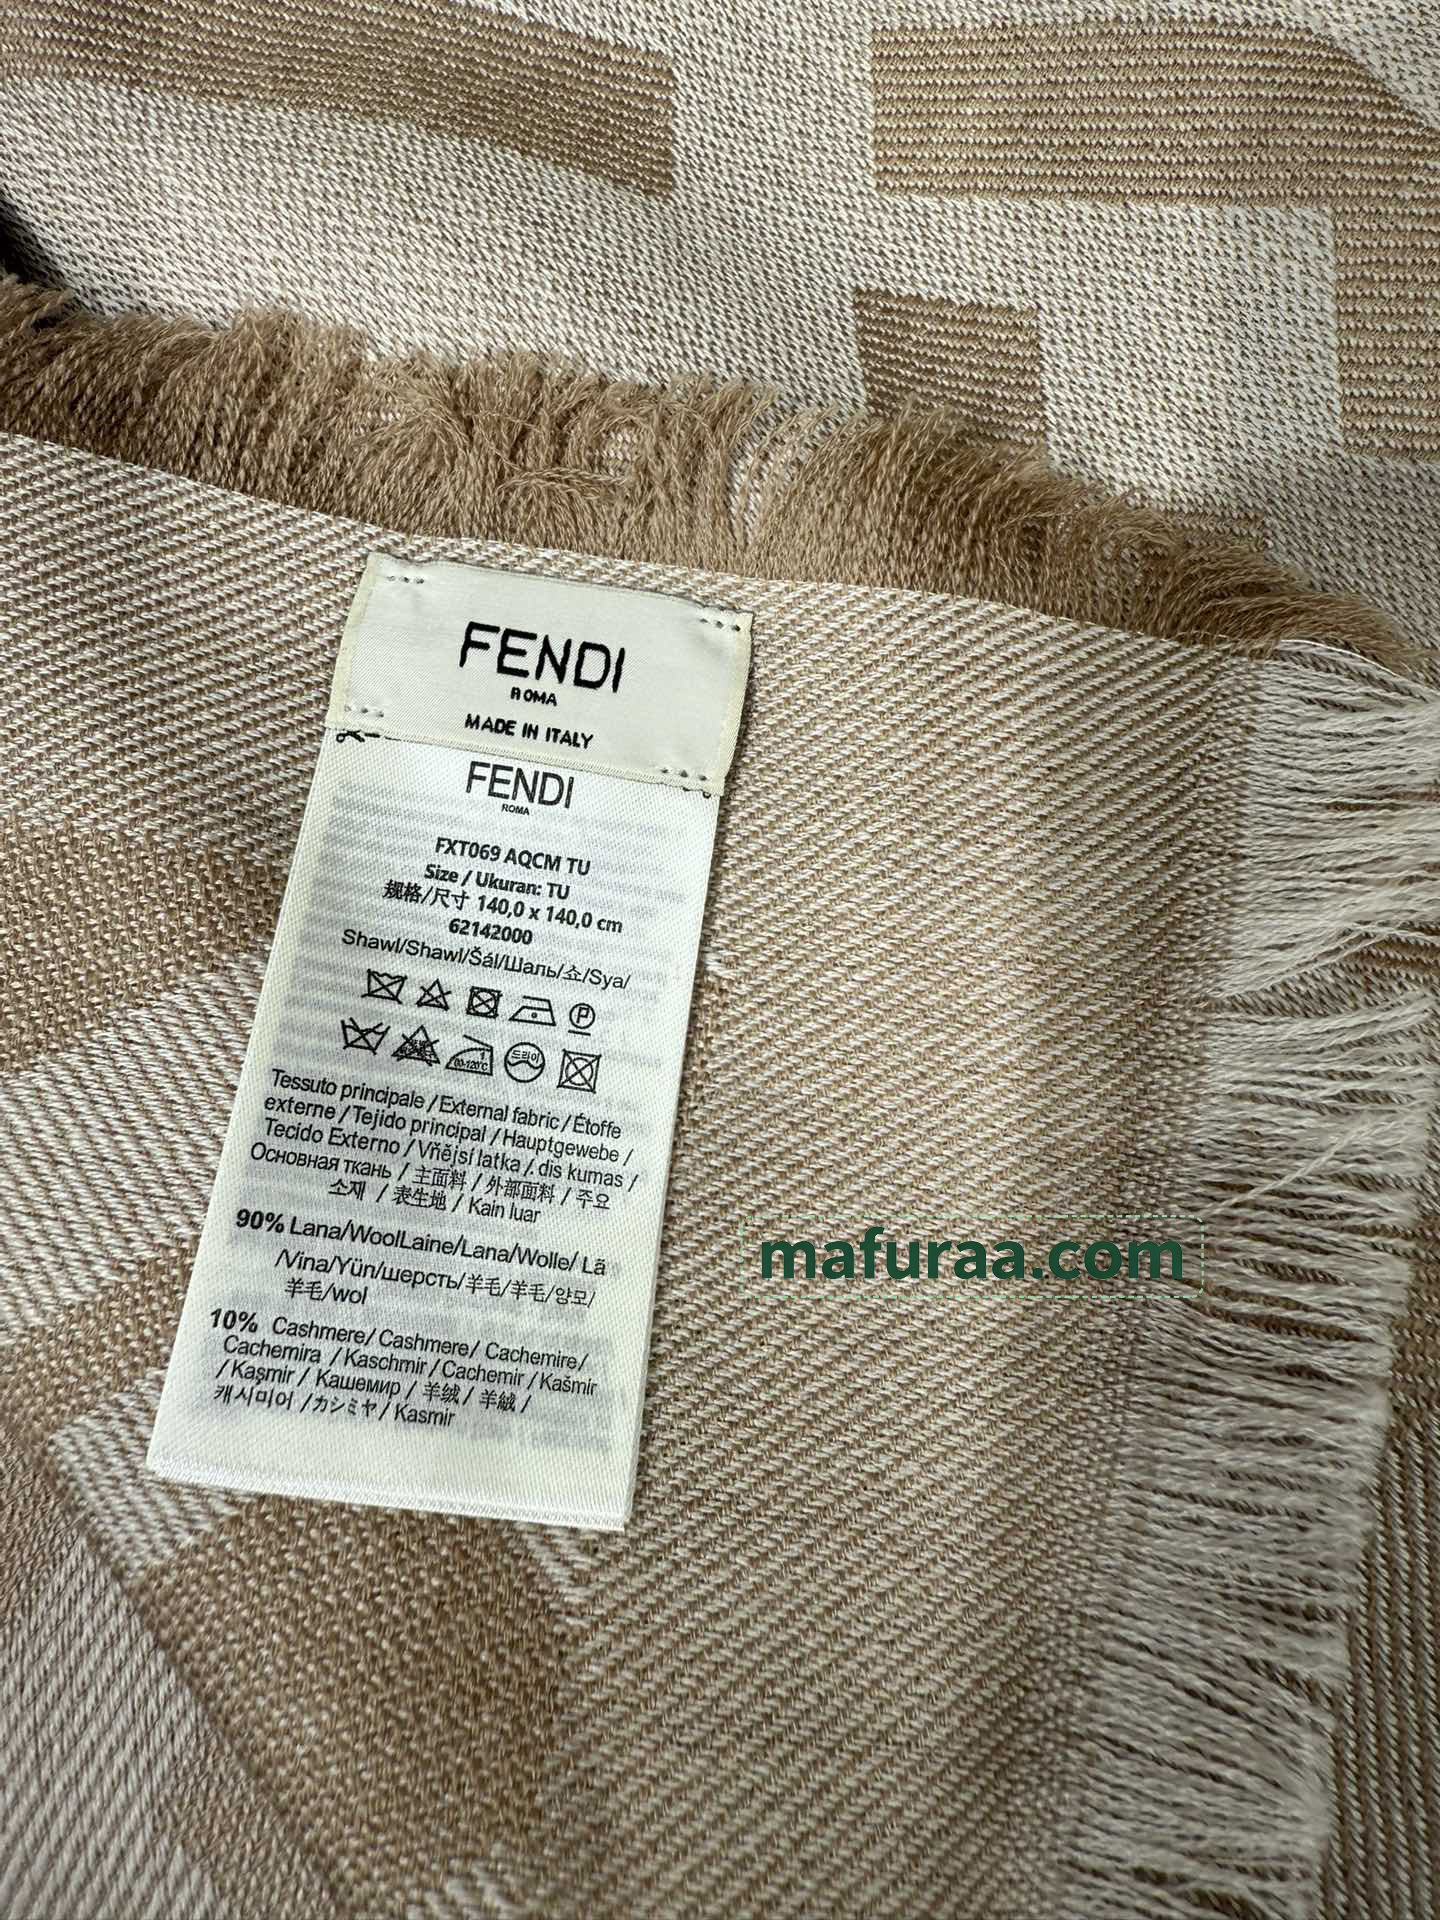 FENDI
ROMA
MADE IN ITALY
FENDI
ROMA
FXT069 AQCM TU
Size / Ukuran: TU
规格/尺寸 140,0 x 140,0 cm
62142000
Shawl/Shawl/Šál/Шаль/쇼/Sya/
드라이
Tessuto principale / External fabric / Étoffe
externe / Tejido principal / Hauptgewebe /
Tecido Externo / Vňějsí latka /. dis kumas /
Основная ткань / 主面料 / 外部面料 / 주요
소재 / 表生地 / Kain luar
90% Lana/WoolLaine/Lana/Wolle/ Lã
/Vina/Yün/шерсть/羊毛/羊毛/양모/
羊毛/wol
10% Cashmere/ Cashmere/ Cachemire/
Cachemira / Kaschmir / Cachemir / Kašmír
/ Kaşmir / Кашемир / 羊绒 / 羊絨 /
캐시미어 /カシミヤ / Kasmir
mafuraa.com